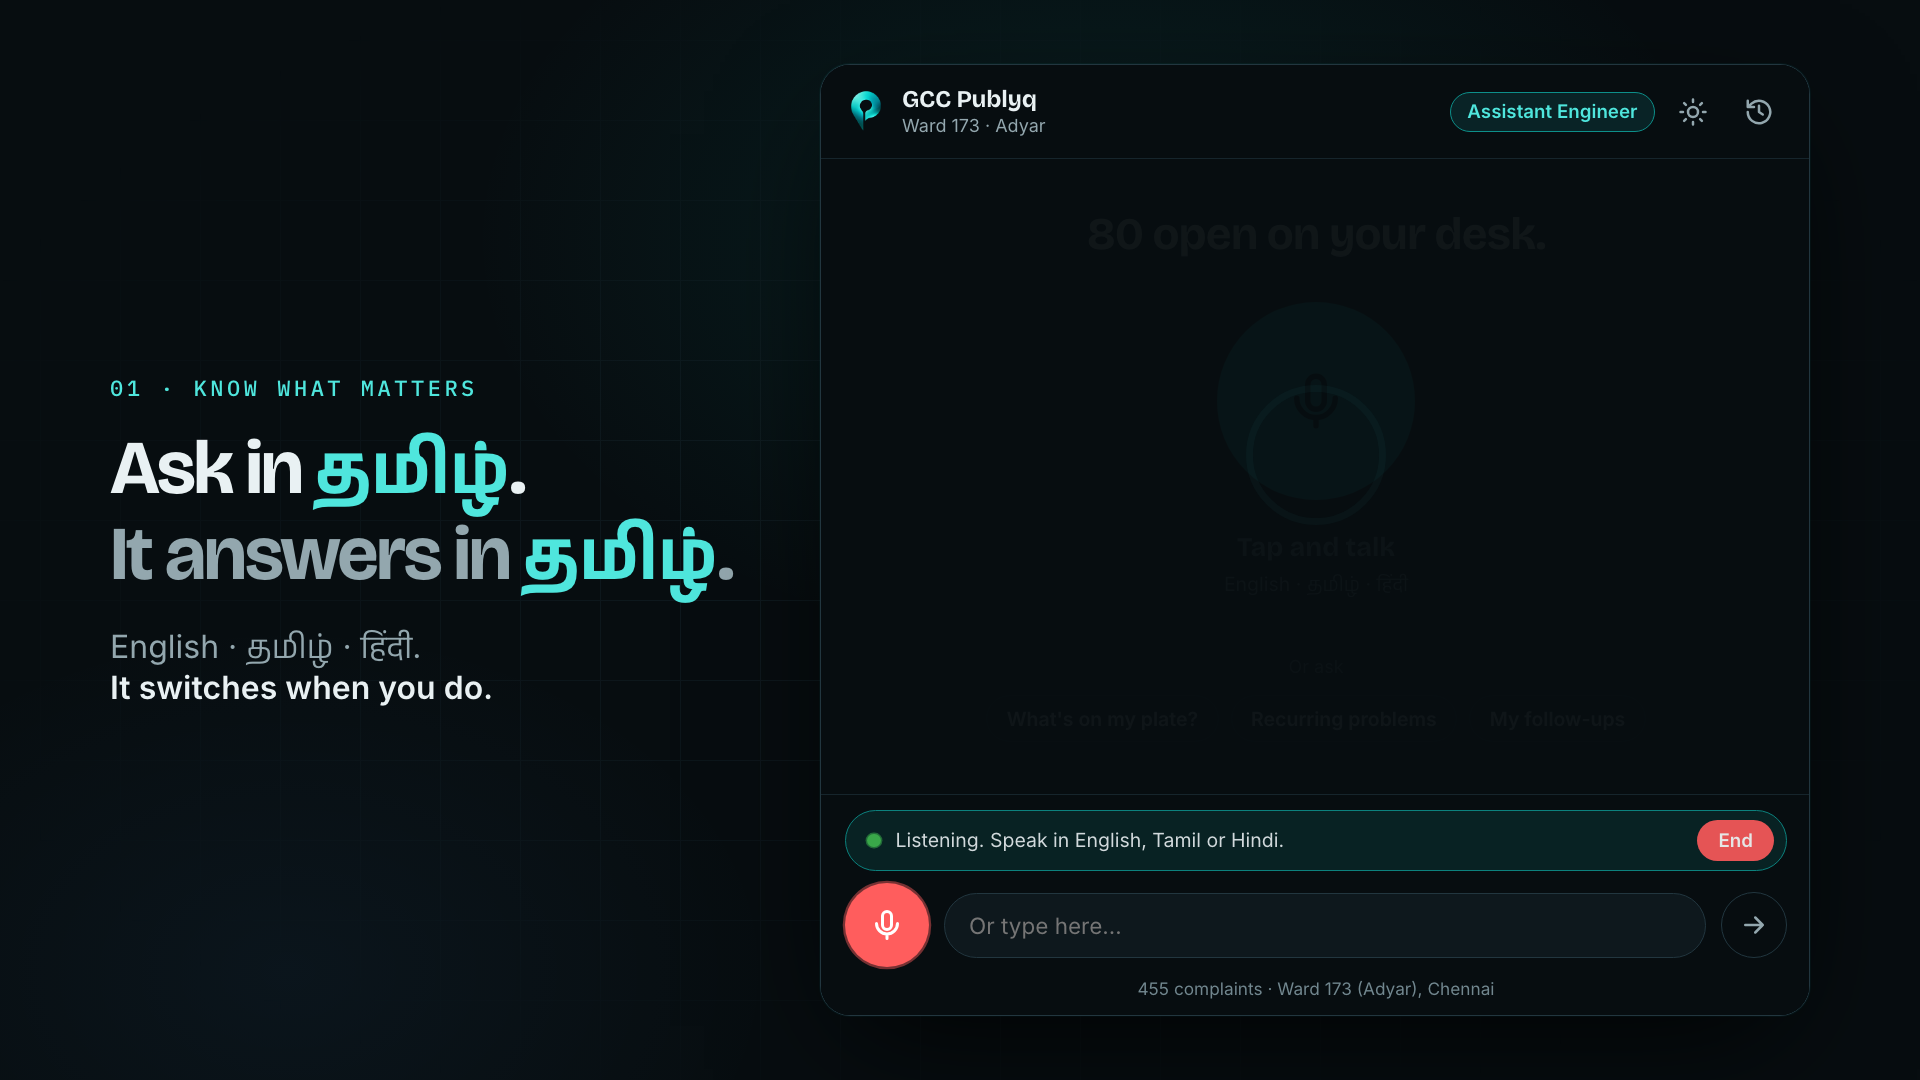 01 · KNOW WHAT MATTERS
Ask in தமிழ்.
It answers in தமிழ்.
English · தமிழ் · हिंदी.
It switches when you do.
GCC Publyq
Ward 173 · Adyar
Assistant Engineer
80 open on your desk.
Tap and talk
English · தமிழ் · हिंदी
What's on my plate?
Recurring problems
My follow-ups
Listening. Speak in English, Tamil or Hindi.
End
Or type here...
455 complaints · Ward 173 (Adyar), Chennai